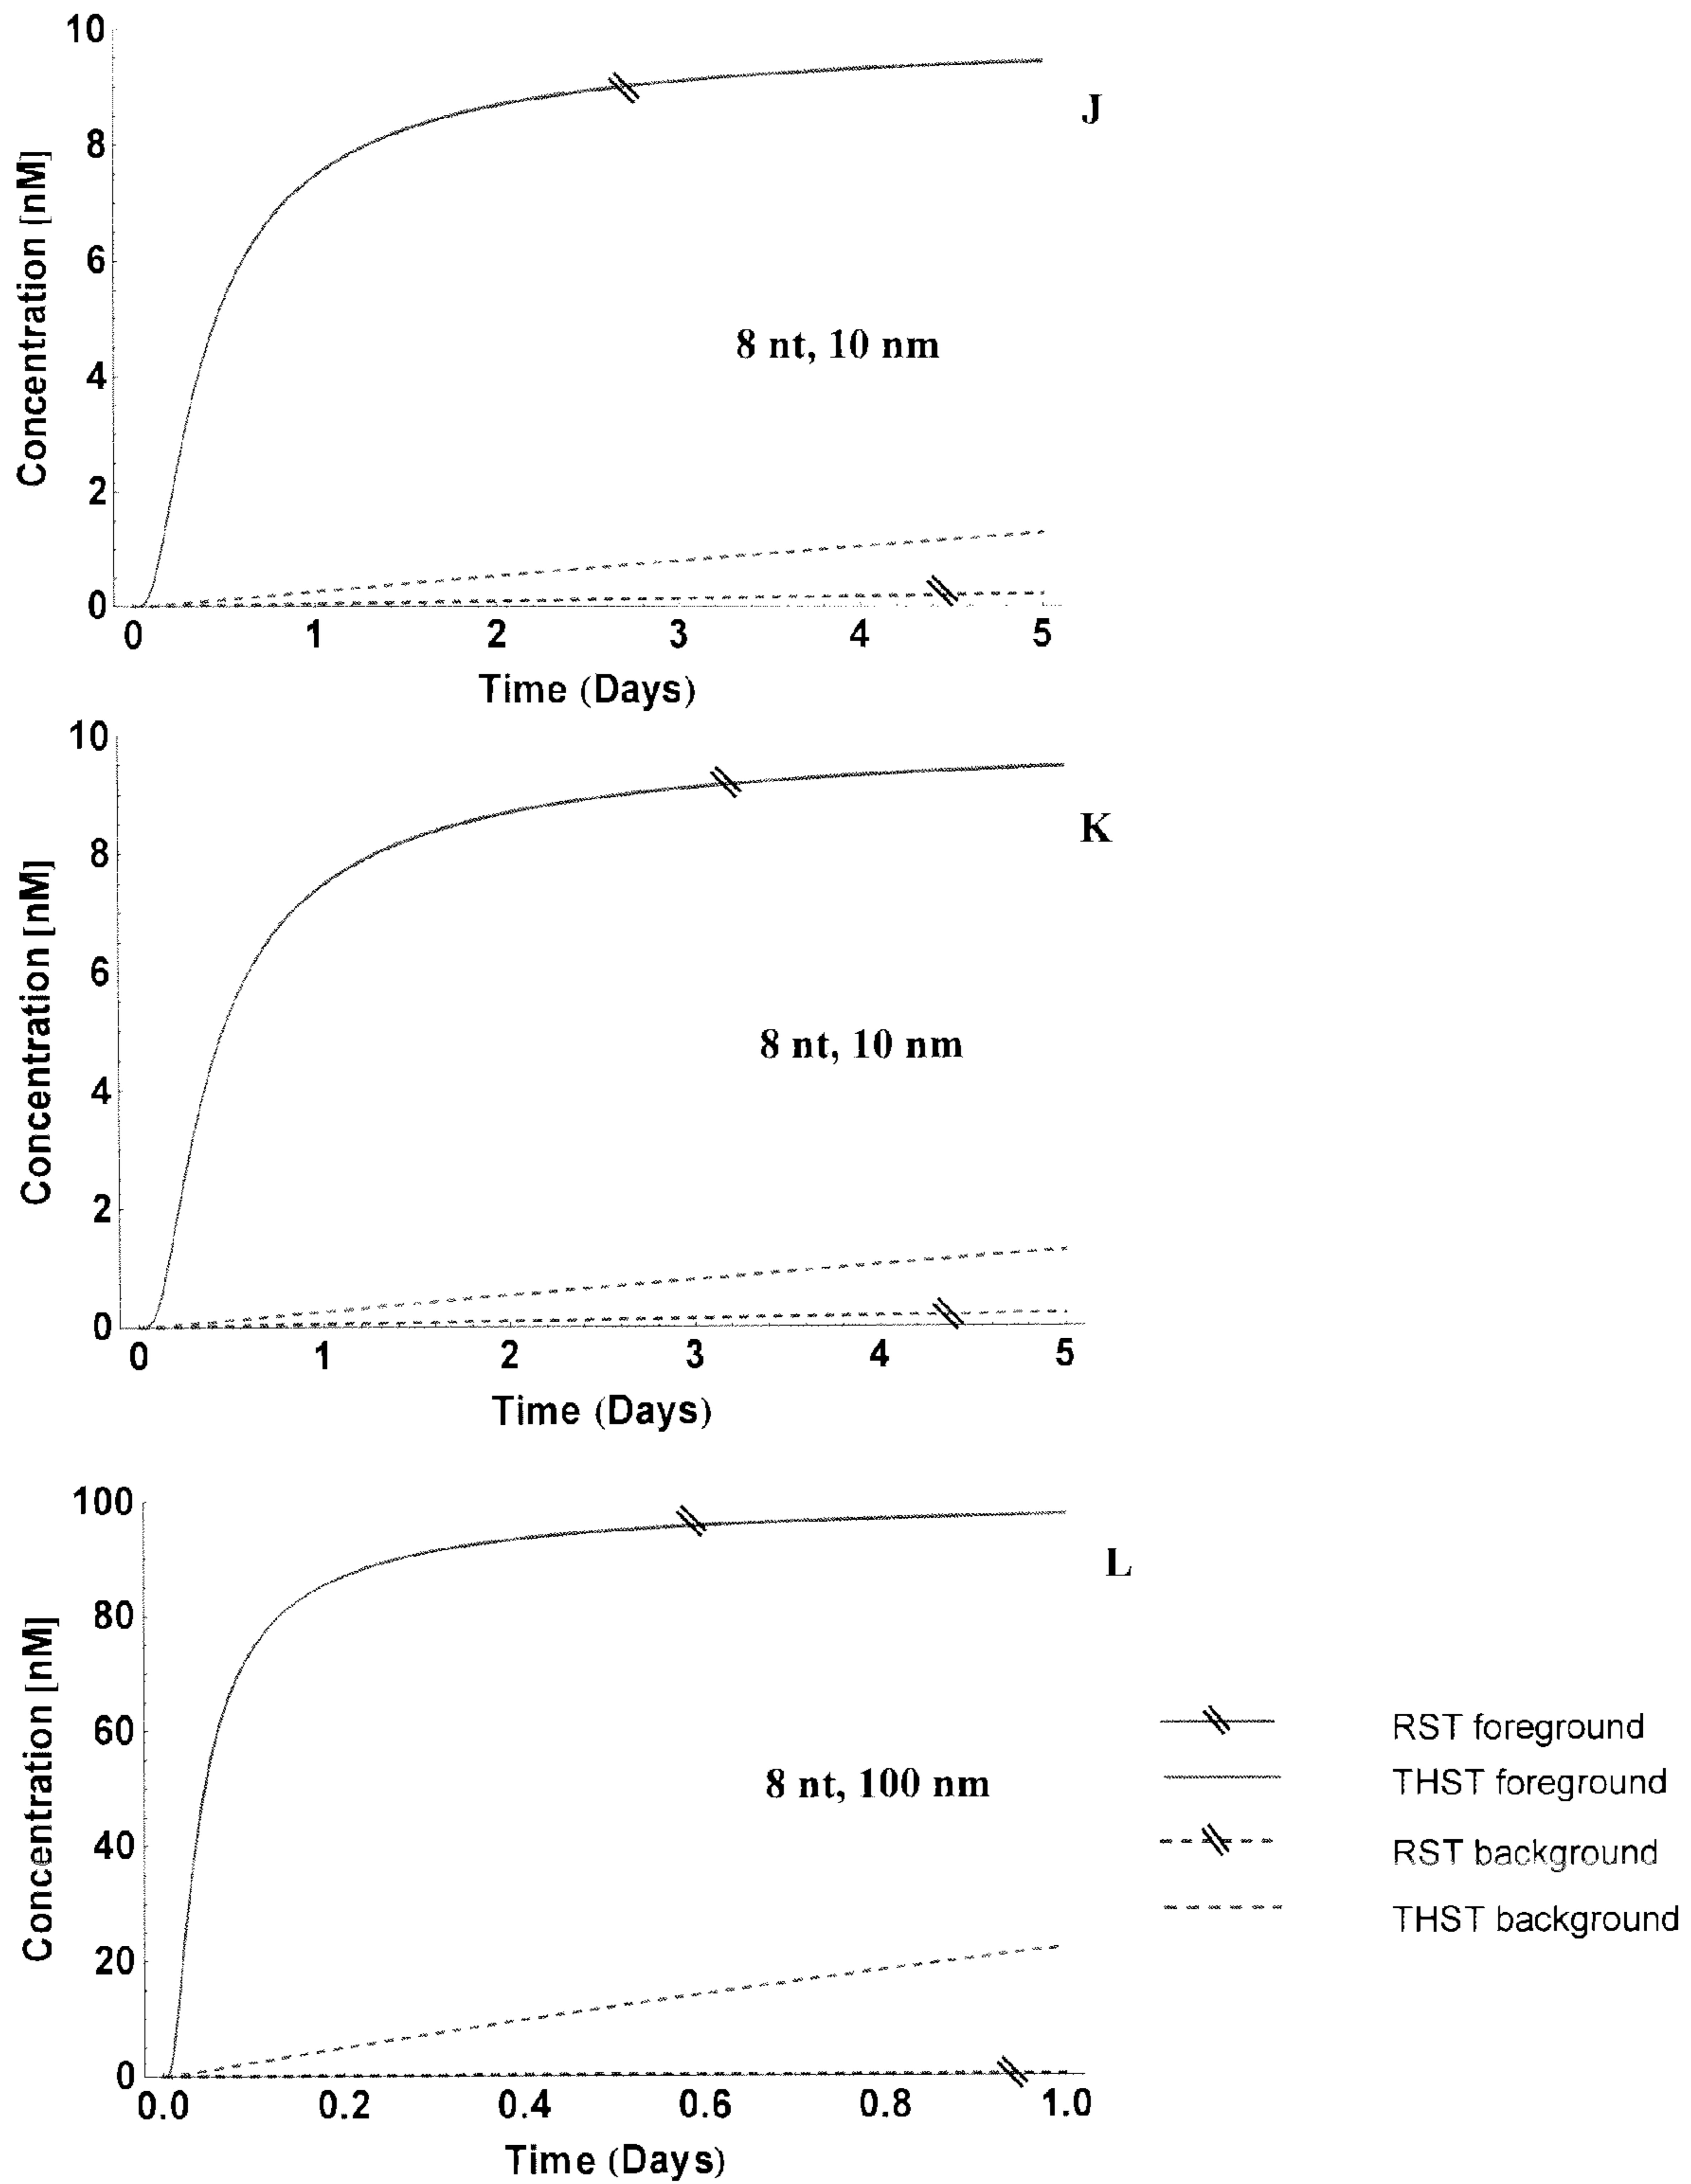 10
8
6
4
2
0
Concentration [nM]
J
8 nt, 10 nm
0 1 2 3 4 5
Time (Days)
10
8
6
4
2
0
Concentration [nM]
K
8 nt, 10 nm
0 1 2 3 4 5
Time (Days)
100
80
60
40
20
0
Concentration [nM]
L
8 nt, 100 nm
0.0 0.2 0.4 0.6 0.8 1.0
Time (Days)
RST foreground
THST foreground
RST background
THST background